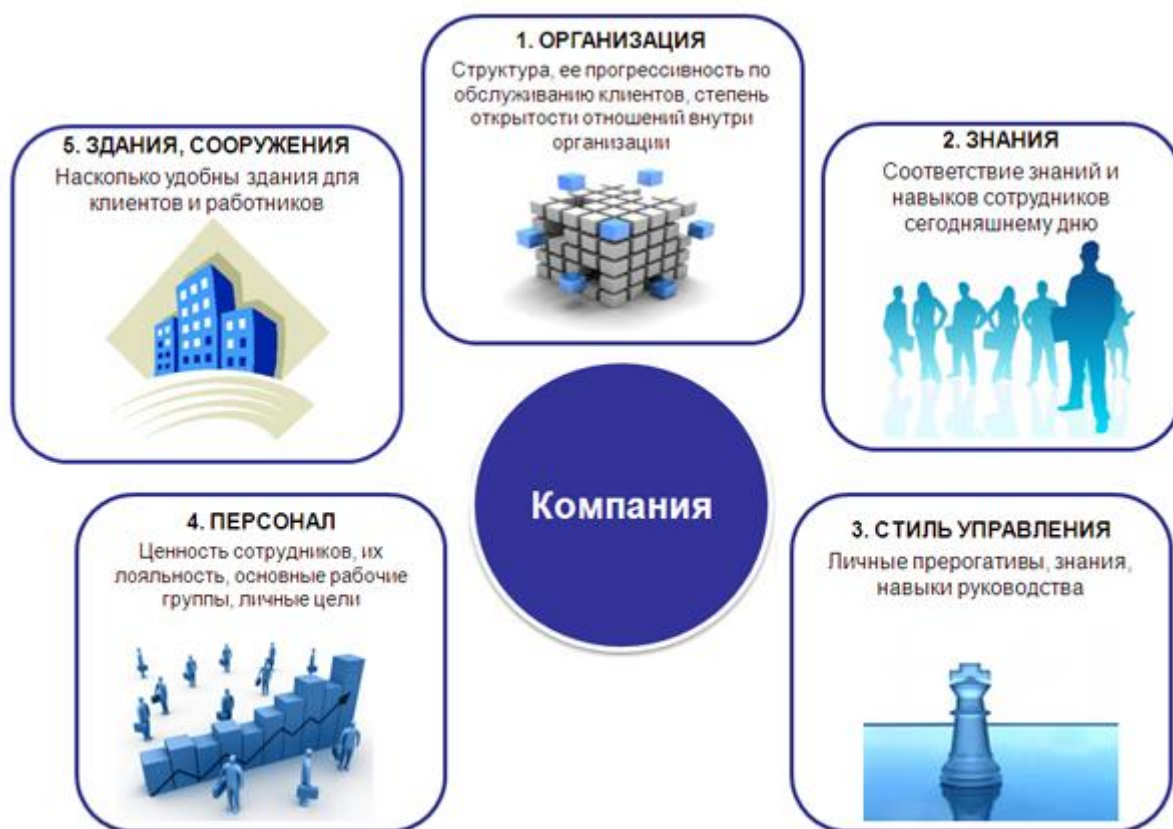 1. ОРГАНИЗАЦИЯ
Структура, ее прогрессивность по
обслуживанию клиентов, степень
открытости отношений внутри
организации
2. ЗНАНИЯ
Соответствие знаний и
навыков сотрудников
сегодняшнему дню
3. СТИЛЬ УПРАВЛЕНИЯ
Личные прерогативы, знания,
навыки руководства
4. ПЕРСОНАЛ
Ценность сотрудников, их
лояльность, основные рабочие
группы, личные цели
5. ЗДАНИЯ, СООРУЖЕНИЯ
Насколько удобны здания для
клиентов и работников
Компания